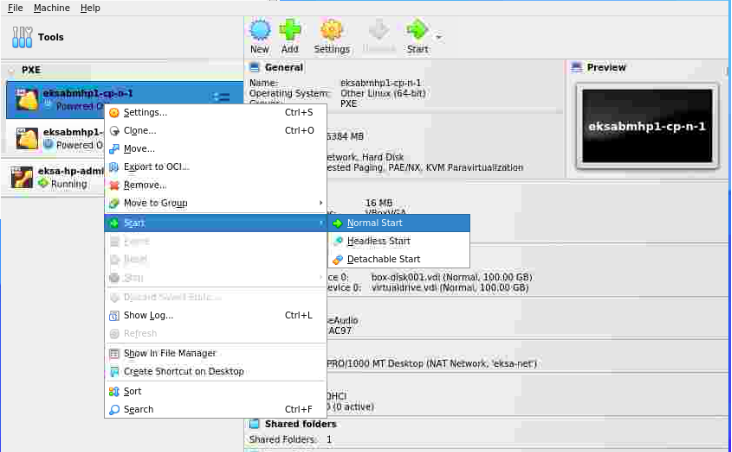 File Machine Help
Tools
New Add Settings Start
PXE
eksabmhp1-cp-n-1
Powered O
eksabmhp1-
Powered O
eksa-hp-admi
Running
Settings... Ctrl+S
Clone... Ctrl+O
Move...
Export to OCI...
Remove...
Move to Group
Start
Reset
Stop
Show Log... Ctrl+L
Refresh
Show in File Manager
Create Shortcut on Desktop
Sort
Search Ctrl+F
Normal Start
Headless Start
Detachable Start
General
Name: eksabmhp1-cp-n-1
Operating System: Other Linux (64-bit)
Groups: PXE
6384 MB
etwork, Hard Disk
ested Paging, PAE/NX, KVM Paravirtualization
16 MB
VBoxVGA
ce 0: box-disk001.vdi (Normal, 100.00 GB)
evice 0: virtualdrive.vdi (Normal, 100.00 GB)
eAudio
AC97
PRO/1000 MT Desktop (NAT Network, 'eksa-net')
OHCI
0 (0 active)
Shared folders
Shared Folders: 1
Preview
eksabmhp1-cp-n-1